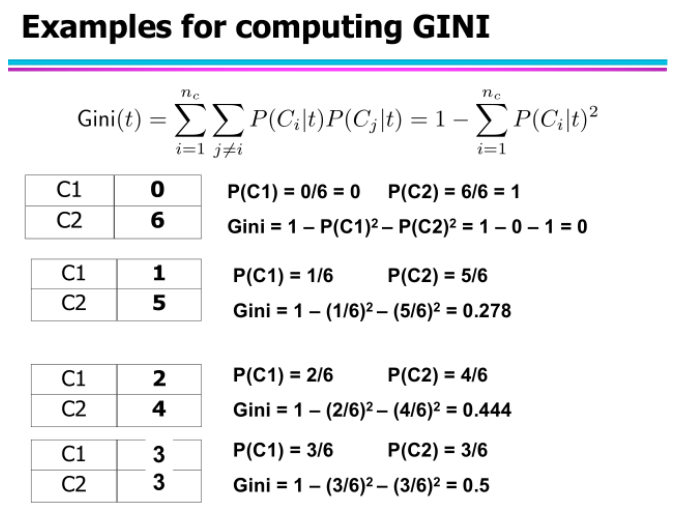 Examples for computing GINI
Gini(t) = ∑_{i=1}^{n_c} ∑_{j≠i} P(C_i|t)P(C_j|t) = 1 − ∑_{i=1}^{n_c} P(C_i|t)²
C1 0
C2 6
P(C1) = 0/6 = 0 P(C2) = 6/6 = 1
Gini = 1 – P(C1)² – P(C2)² = 1 – 0 – 1 = 0
C1 1
C2 5
P(C1) = 1/6 P(C2) = 5/6
Gini = 1 – (1/6)² – (5/6)² = 0.278
C1 2
C2 4
P(C1) = 2/6 P(C2) = 4/6
Gini = 1 – (2/6)² – (4/6)² = 0.444
C1 3
C2 3
P(C1) = 3/6 P(C2) = 3/6
Gini = 1 – (3/6)² – (3/6)² = 0.5